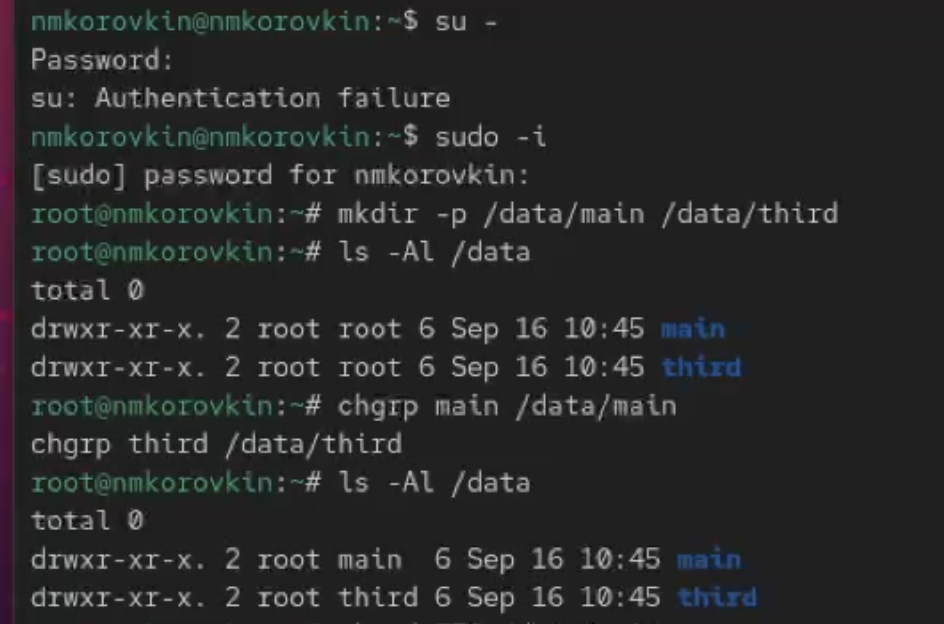 nmkorovkin@nmkorovkin:~$ su -
Password:
su: Authentication failure
nmkorovkin@nmkorovkin:~$ sudo -i
[sudo] password for nmkorovkin:
root@nmkorovkin:~# mkdir -p /data/main /data/third
root@nmkorovkin:~# ls -Al /data
total 0
drwxr-xr-x. 2 root root 6 Sep 16 10:45 main
drwxr-xr-x. 2 root root 6 Sep 16 10:45 third
root@nmkorovkin:~# chgrp main /data/main
chgrp third /data/third
root@nmkorovkin:~# ls -Al /data
total 0
drwxr-xr-x. 2 root main  6 Sep 16 10:45 main
drwxr-xr-x. 2 root third 6 Sep 16 10:45 third